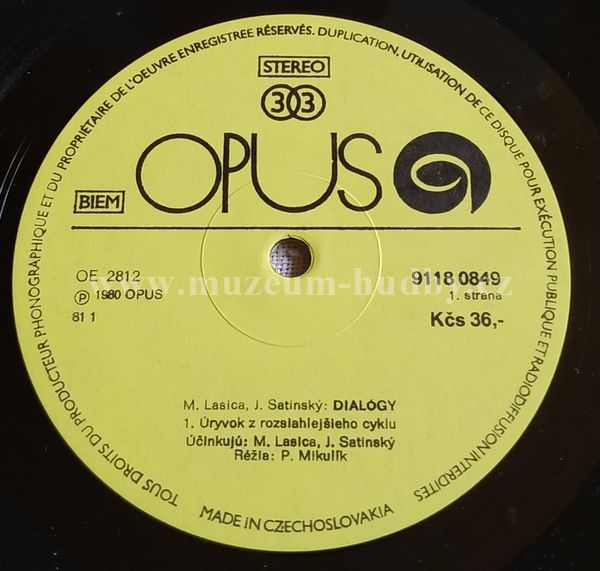 TOUS DROITS DU PRODUCTEUR PHONOGRAPHIQUE ET DU PROPRIÉTAIRE DE L'OEUVRE ENREGISTREE RÉSERVÉS. DUPLICATION, UTILISATION DE CE DISQUE POUR EXÉCUTION PUBLIQUE ET RADIODIFFUSION INTERDITES
STEREO
33
OPUS
BIEM
OE 2812
9118 0849
www.muzeum-hudby.cz
Ⓟ 1980 OPUS
1. strana
81 1
Kčs 36,-
M. Lasica, J. Satinský: DIALÓGY
1. Úryvok z rozsiahlejšieho cyklu
Účinkujú: M. Lasica, J. Satinský
Réžia: P. Mikulík
MADE IN CZECHOSLOVAKIA